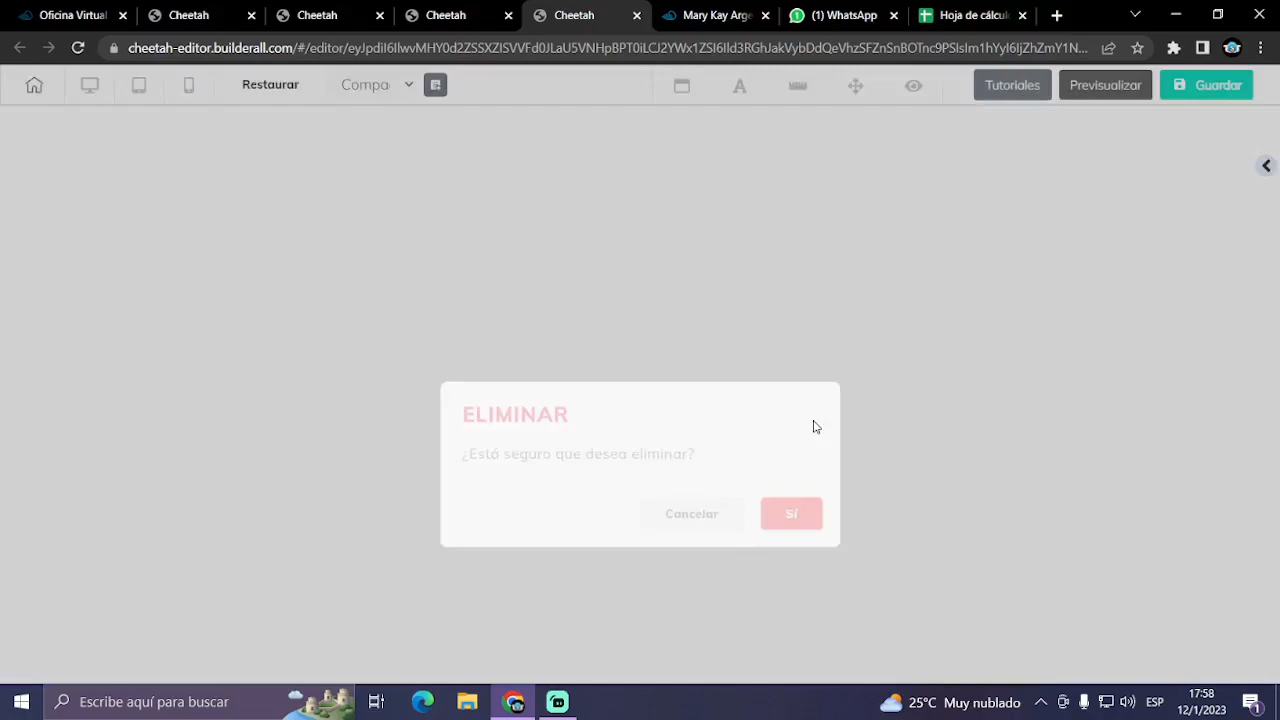 Oficina Virtual
Cheetah
Cheetah
Cheetah
Cheetah
Mary Kay Arge
(1) WhatsApp
Hoja de cálcul
cheetah-editor.builderall.com/#/editor/
Restaurar
Compa
Tutoriales
Previsualizar
Guardar
ELIMINAR
¿Está seguro que desea eliminar?
Cancelar
Sí
Escribe aquí para buscar
25°C Muy nublado
ESP
17:58
12/1/2023
1